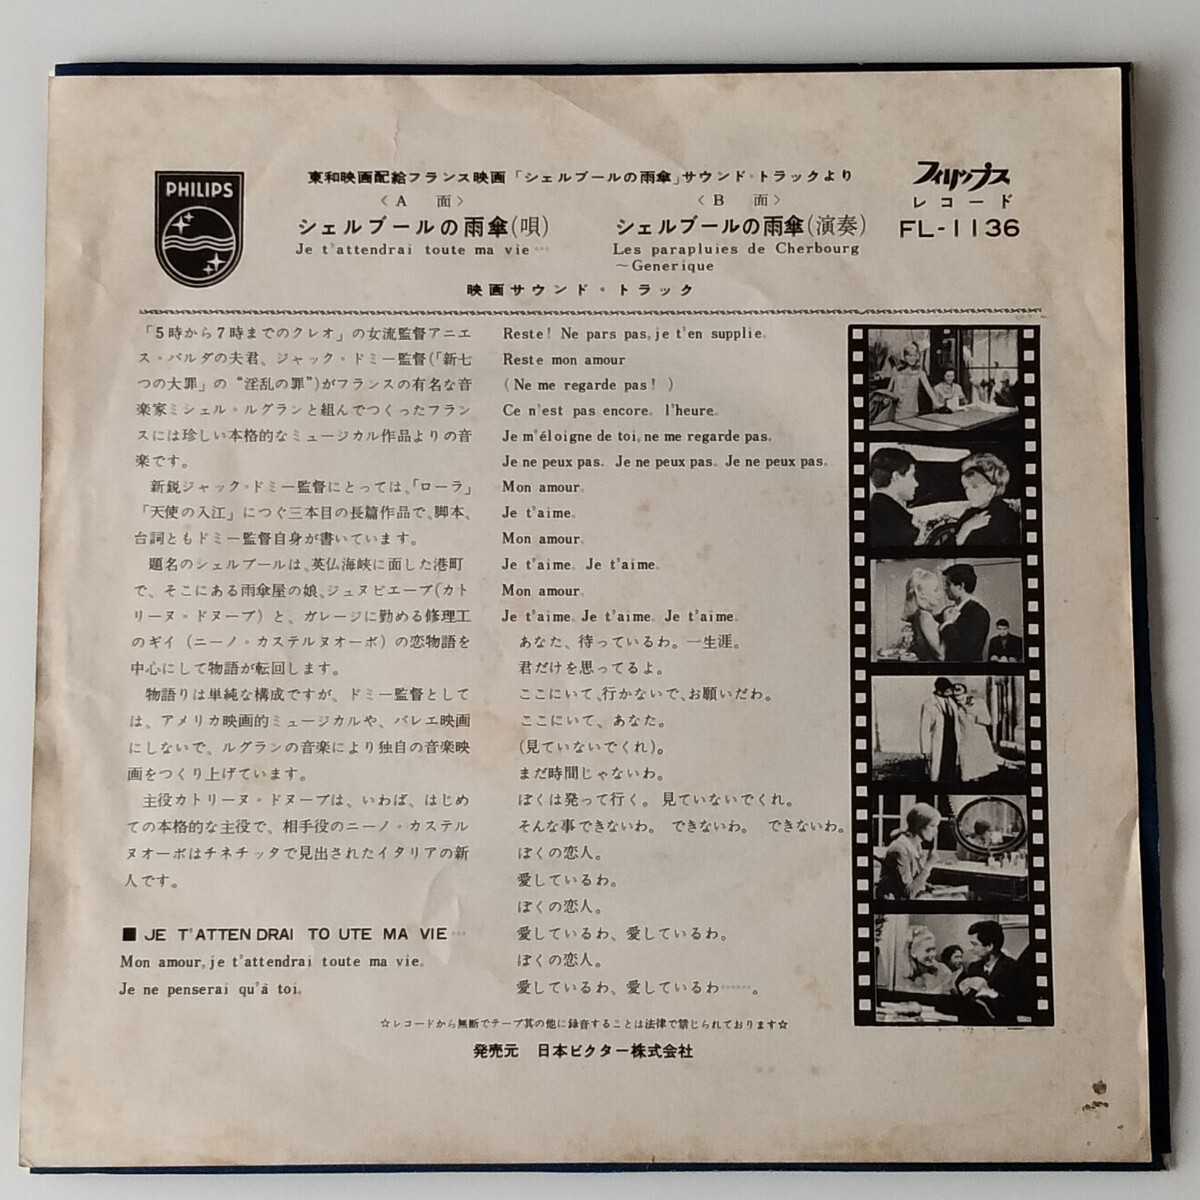 PHILIPS
東和映画配給フランス映画「シェルブールの雨傘」サウンド・トラックより
〈A 面〉
シェルブールの雨傘(唄)
Je t'attendrai toute ma vie…
〈B 面〉
シェルブールの雨傘(演奏)
Les parapluies de Cherbourg
～Generique
映画サウンド・トラック
フィリップス
レコード
FL-1136
「5時から7時までのクレオ」の女流監督アニエ
ス・バルダの夫君、ジャック・ドミー監督(「新七
つの大罪」の“淫乱の罪”)がフランスの有名な音
楽家ミシェル・ルグランと組んでつくったフラン
スには珍しい本格的なミュージカル作品よりの音
楽です。
新鋭ジャック・ドミー監督にとっては、「ローラ」
「天使の入江」につぐ三本目の長篇作品で、脚本、
台詞ともドミー監督自身が書いています。
題名のシェルブールは、英仏海峡に面した港町
で、そこにある雨傘屋の娘、ジュヌビエーブ(カト
リーヌ・ドヌーブ)と、ガレージに勤める修理工
のギイ(ニーノ・カステルヌオーボ)の恋物語を
中心にして物語が転回します。
物語りは単純な構成ですが、ドミー監督として
は、アメリカ映画的ミュージカルや、バレエ映画
にしないで、ルグランの音楽により独自の音楽映
画をつくり上げています。
主役カトリーヌ・ドヌーブは、いわば、はじめ
ての本格的な主役で、相手役のニーノ・カステル
ヌオーボはチネチッタで見出されたイタリアの新
人です。
■ JE T'ATTEN DRAI TO UTE MA VIE…
Mon amour, je t'attendrai toute ma vie.
Je ne penserai qu'â toi.
Reste! Ne pars pas, je t'en supplie.
Reste mon amour
(Ne me regarde pas! )
Ce n'est pas encore. l'heure.
Je m'éloigne de toi, ne me regarde pas.
Je ne peux pas. Je ne peux pas. Je ne peux pas.
Mon amour.
Je t'aime.
Mon amour.
Je t'aime. Je t'aime.
Mon amour.
Je t'aime. Je t'aime. Je t'aime.
あなた、待っているわ。一生涯。
君だけを思ってるよ。
ここにいて、行かないで、お願いだわ。
ここにいて、あなた。
(見ていないでくれ)。
まだ時間じゃないわ。
ぼくは発って行く。見ていないでくれ。
そんな事できないわ。できないわ。できないわ。
ぼくの恋人。
愛しているわ。
ぼくの恋人。
愛しているわ、愛しているわ。
ぼくの恋人。
愛しているわ、愛しているわ……。
☆レコードから無断でテープ其の他に録音することは法律で禁じられております☆
発売元 日本ビクター株式会社